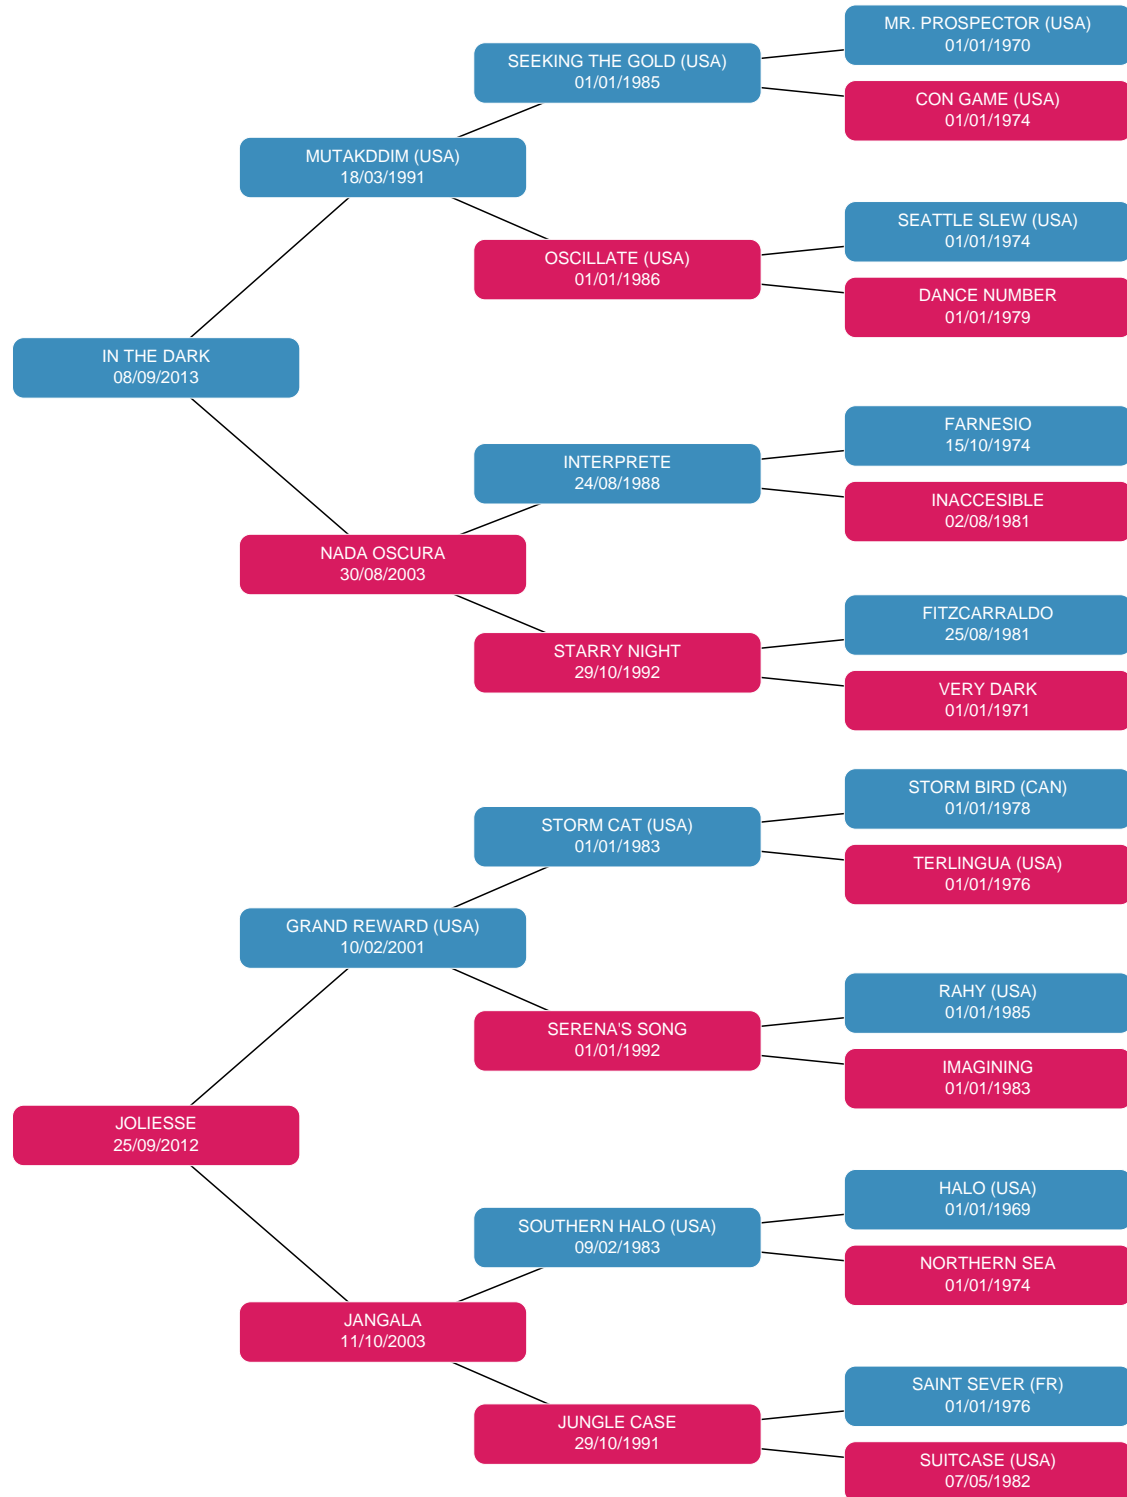 MR. PROSPECTOR (USA)
01/01/1970
SEEKING THE GOLD (USA)
01/01/1985
CON GAME (USA)
01/01/1974
MUTAKDDIM (USA)
18/03/1991
SEATTLE SLEW (USA)
01/01/1974
OSCILLATE (USA)
01/01/1986
DANCE NUMBER
01/01/1979
IN THE DARK
08/09/2013
FARNESIO
15/10/1974
INTERPRETE
24/08/1988
INACCESIBLE
02/08/1981
NADA OSCURA
30/08/2003
FITZCARRALDO
25/08/1981
STARRY NIGHT
29/10/1992
VERY DARK
01/01/1971
STORM BIRD (CAN)
01/01/1978
STORM CAT (USA)
01/01/1983
TERLINGUA (USA)
01/01/1976
GRAND REWARD (USA)
10/02/2001
RAHY (USA)
01/01/1985
SERENA'S SONG
01/01/1992
IMAGINING
01/01/1983
JOLIESSE
25/09/2012
HALO (USA)
01/01/1969
SOUTHERN HALO (USA)
09/02/1983
NORTHERN SEA
01/01/1974
JANGALA
11/10/2003
SAINT SEVER (FR)
01/01/1976
JUNGLE CASE
29/10/1991
SUITCASE (USA)
07/05/1982